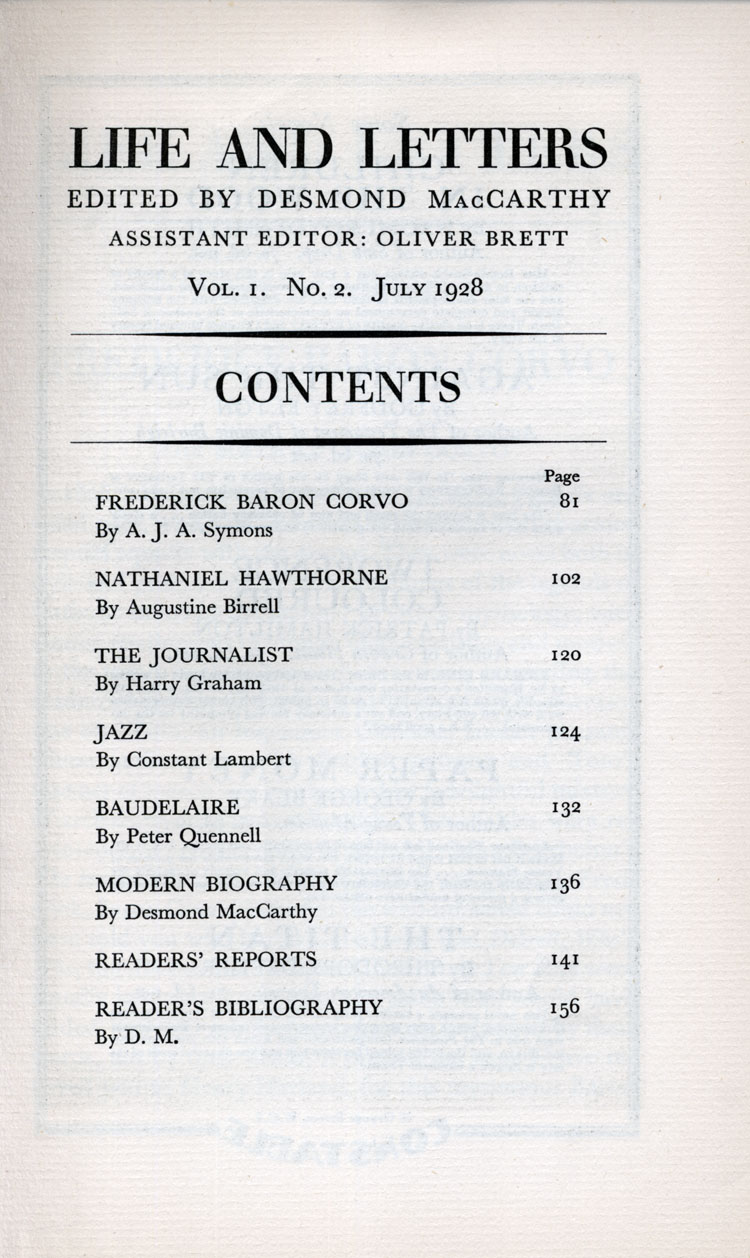 LIFE AND LETTERS
EDITED BY DESMOND MacCARTHY
ASSISTANT EDITOR: OLIVER BRETT
Vol. 1. No. 2. July 1928
CONTENTS
Page
FREDERICK BARON CORVO 81
By A. J. A. Symons
NATHANIEL HAWTHORNE 102
By Augustine Birrell
THE JOURNALIST 120
By Harry Graham
JAZZ 124
By Constant Lambert
BAUDELAIRE 132
By Peter Quennell
MODERN BIOGRAPHY 136
By Desmond MacCarthy
READERS’ REPORTS 141
READER’S BIBLIOGRAPHY 156
By D. M.